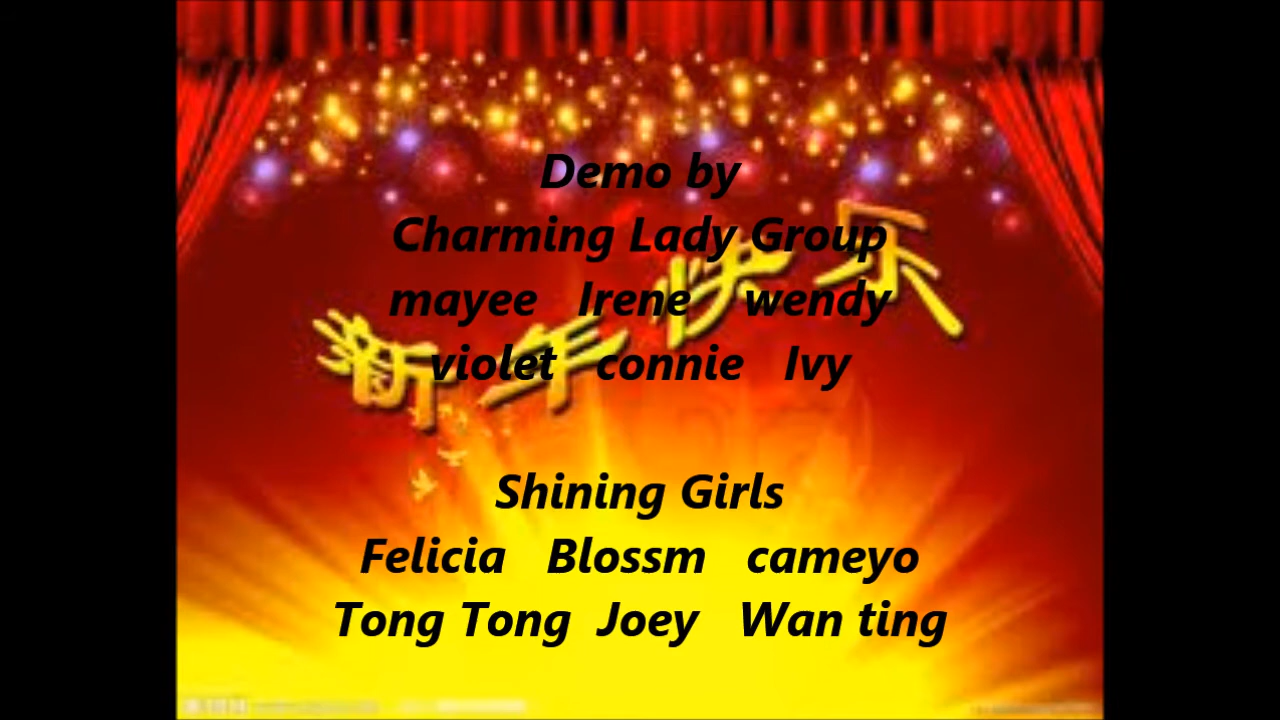 Demo by
Charming Lady Group
mayee Irene wendy
violet connie Ivy
新年快乐
Shining Girls
Felicia Blossm cameyo
Tong Tong Joey Wan ting